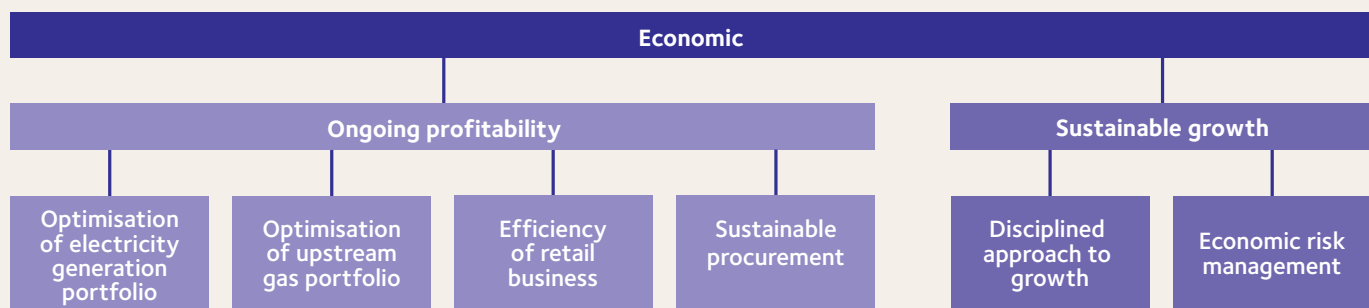 Economic
Ongoing profitability
Sustainable growth
Optimisation
of electricity
generation
portfolio
Optimisation
of upstream
gas portfolio
Efficiency
of retail
business
Sustainable
procurement
Disciplined
approach to
growth
Economic risk
management